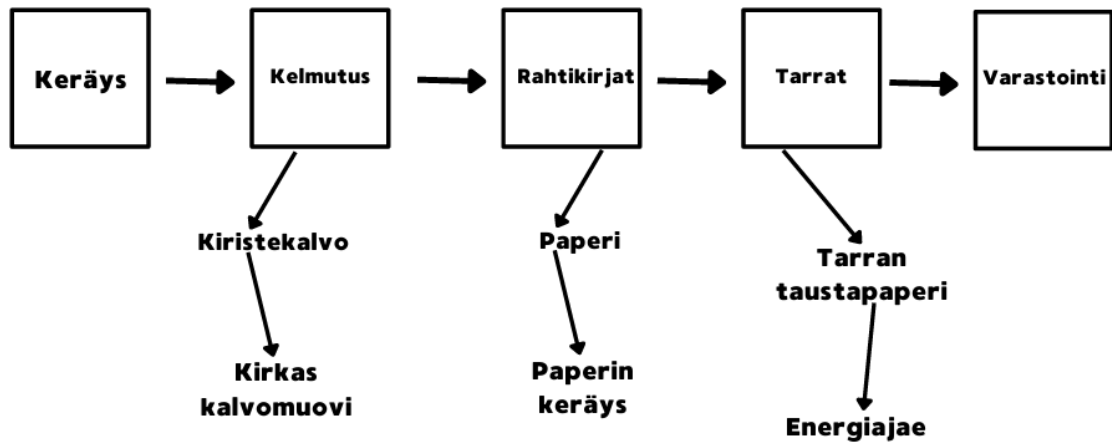 Keräys
Kelmutus
Rahtikirjat
Tarrat
Varastointi
Kiristekalvo
Paperi
Tarran
taustapaperi
Kirkas
kalvomuovi
Paperin
keräys
Energiajae